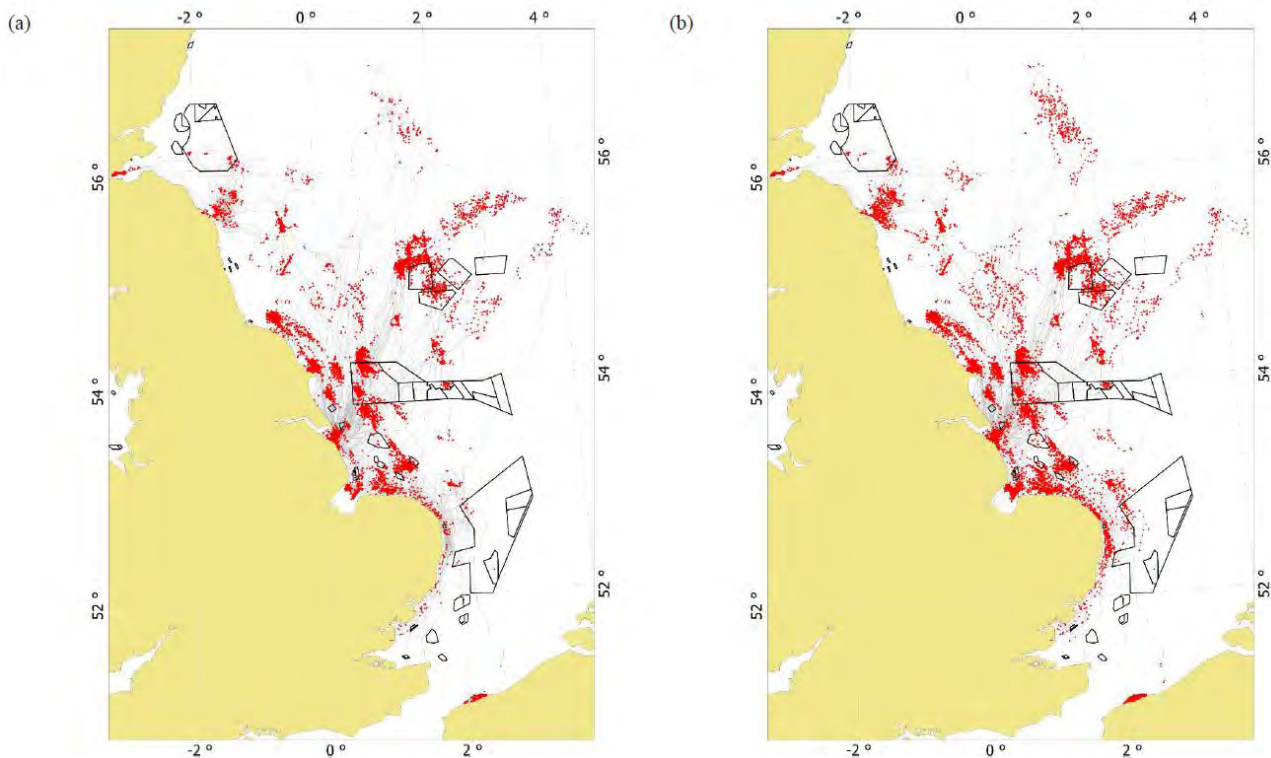 (a)
-2 º 0 º 2 º 4 º
56 º 56 º
54 º 54 º
52 º 52 º
-2 º 0 º 2 º
(b)
-2 º 0 º 2 º 4 º
56 º 56 º
54 º 54 º
52 º 52 º
-2 º 0 º 2 º